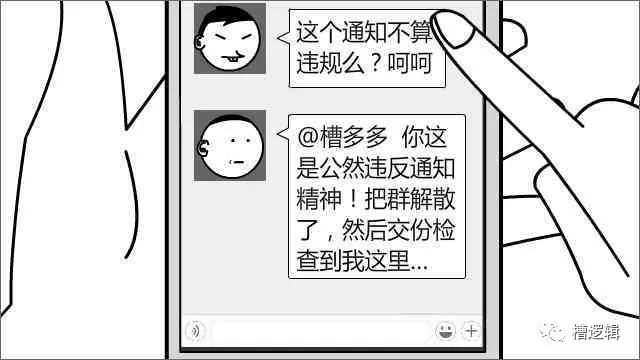 这个通知不算
违规么？呵呵
@槽多多 你这
是公然违反通知
精神！把群解散
了，然后交份检
查到我这里...
槽逻辑